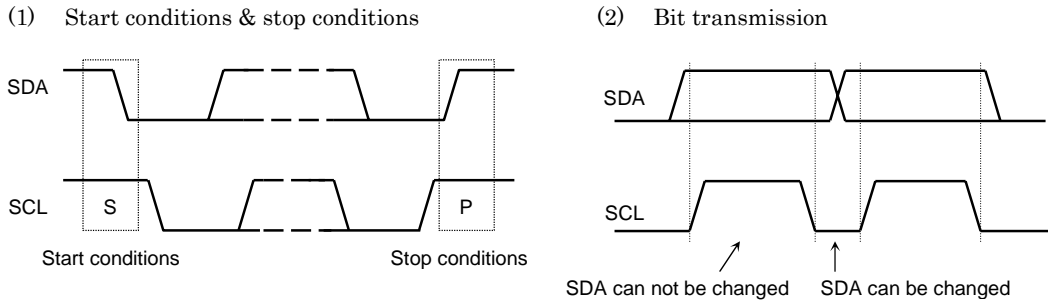 (1) Start conditions & stop conditions
SDA
SCL
S
P
Start conditions
Stop conditions
(2) Bit transmission
SDA
SCL
SDA can not be changed
SDA can be changed